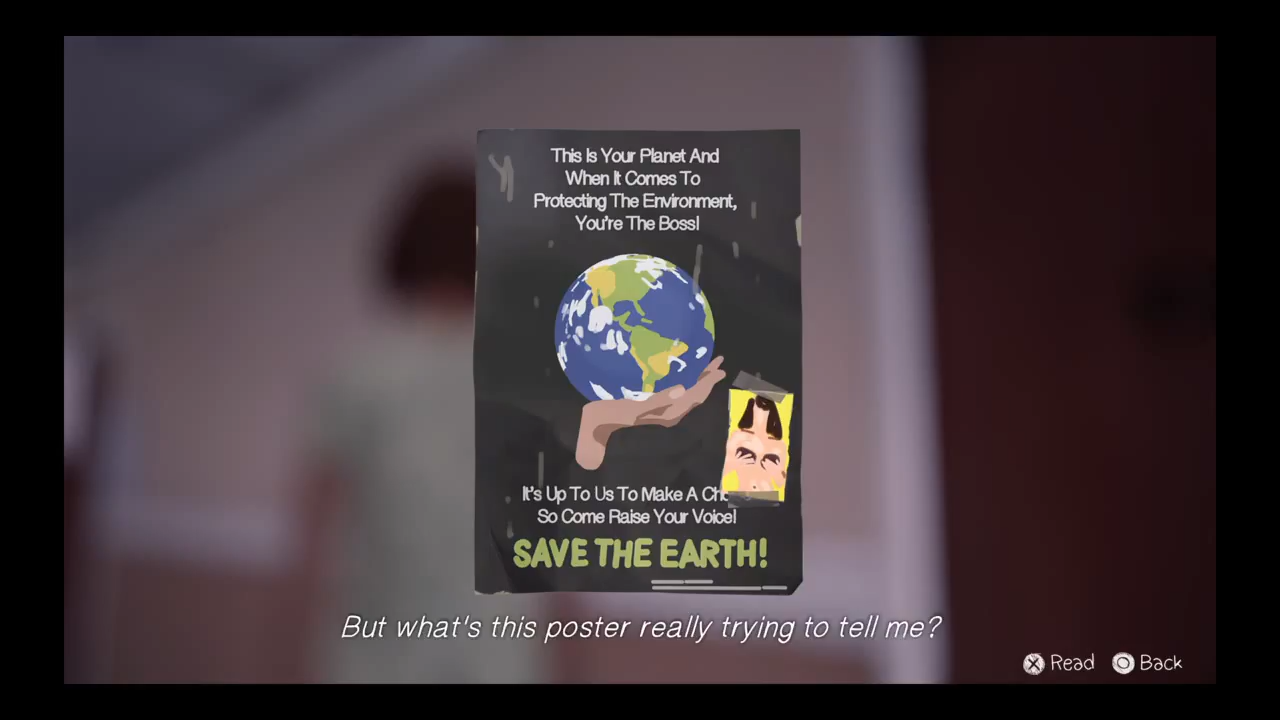 This Is Your Planet And
When It Comes To
Protecting The Environment,
You're The Boss!
It's Up To Us To Make A
So Come Raise Your Voice!
SAVE THE EARTH!
But what's this poster really trying to tell me?
Read
Back